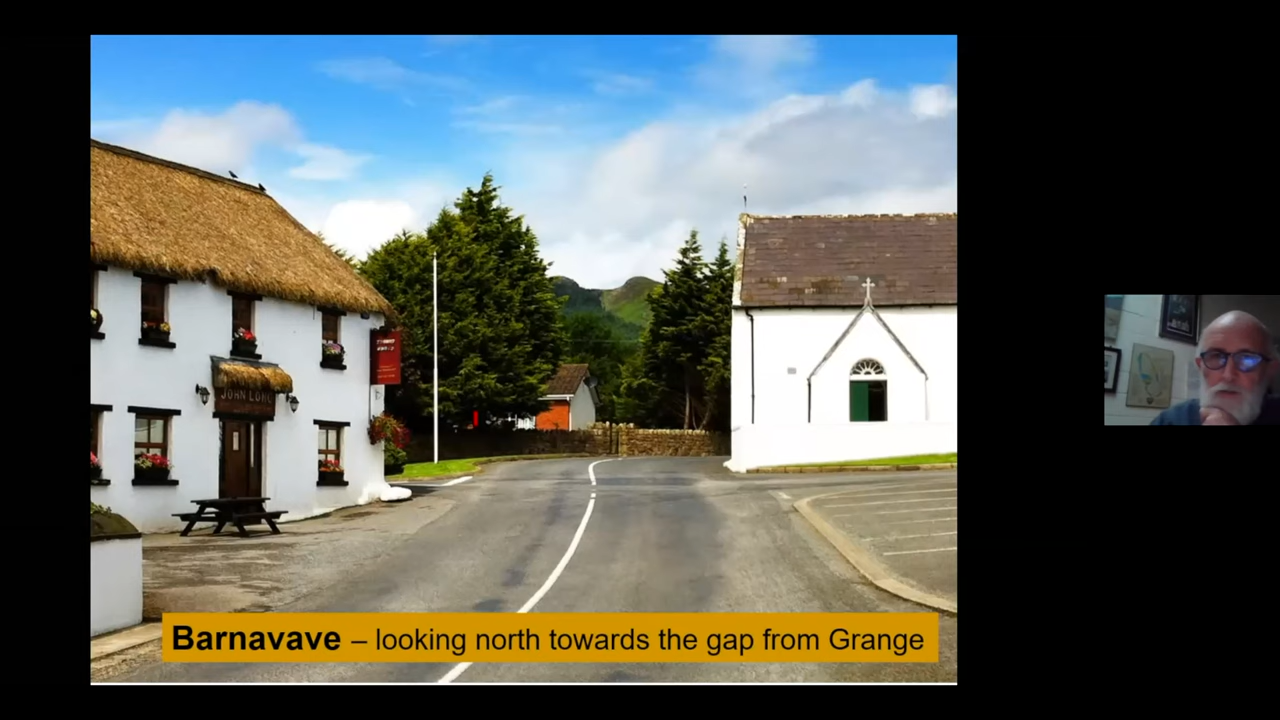 JOHN LONG
Barnavave – looking north towards the gap from Grange